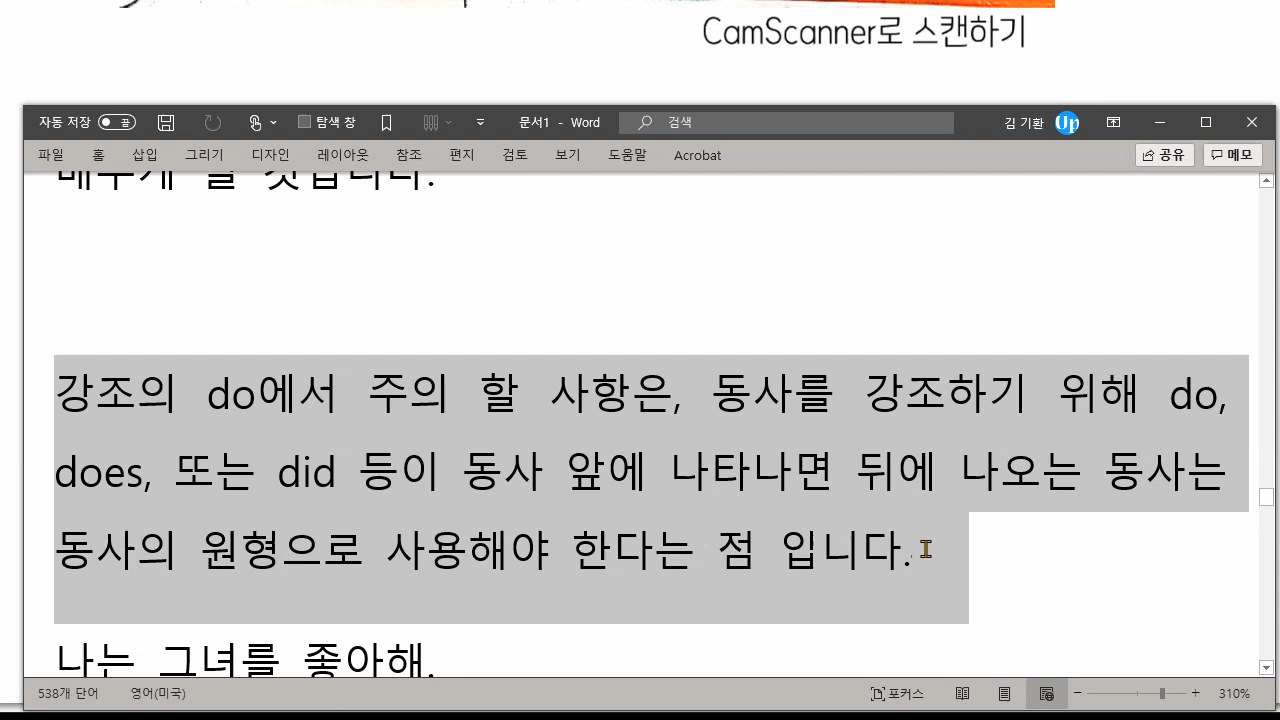 CamScanner로 스캔하기
자동 저장 끔 탐색 창 문서1 - Word 검색 김 기환 Up
파일 홈 삽입 그리기 디자인 레이아웃 참조 편지 검토 보기 도움말 Acrobat 공유 메모
강조의 do에서 주의 할 사항은, 동사를 강조하기 위해 do,
does, 또는 did 등이 동사 앞에 나타나면 뒤에 나오는 동사는
동사의 원형으로 사용해야 한다는 점 입니다.
나는 그녀를 좋아해.
538개 단어 영어(미국) 포커스 310%